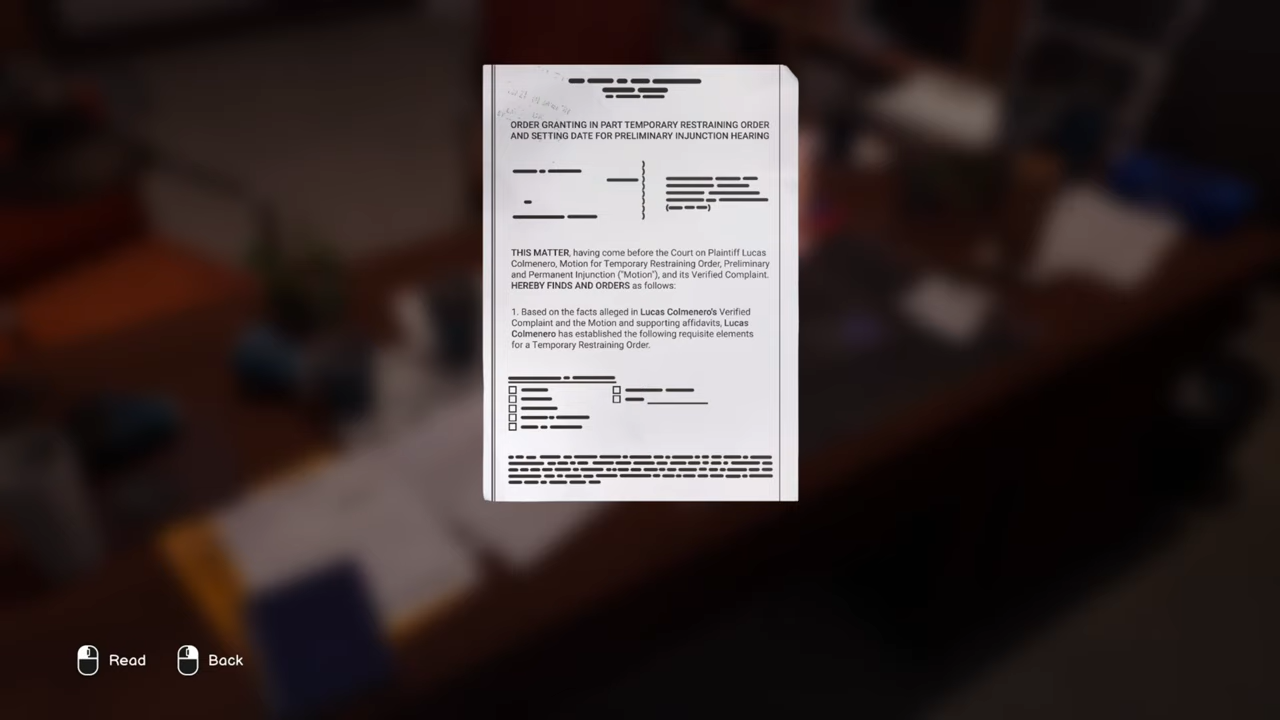 ORDER GRANTING IN PART TEMPORARY RESTRAINING ORDER
AND SETTING DATE FOR PRELIMINARY INJUNCTION HEARING
THIS MATTER, having come before the Court on Plaintiff Lucas
Colmenero, Motion for Temporary Restraining Order, Preliminary
and Permanent Injunction ("Motion"), and its Verified Complaint.
HEREBY FINDS AND ORDERS as follows:
1. Based on the facts alleged in Lucas Colmenero's Verified
Complaint and the Motion and supporting affidavits, Lucas
Colmenero has established the following requisite elements
for a Temporary Restraining Order.
Read
Back